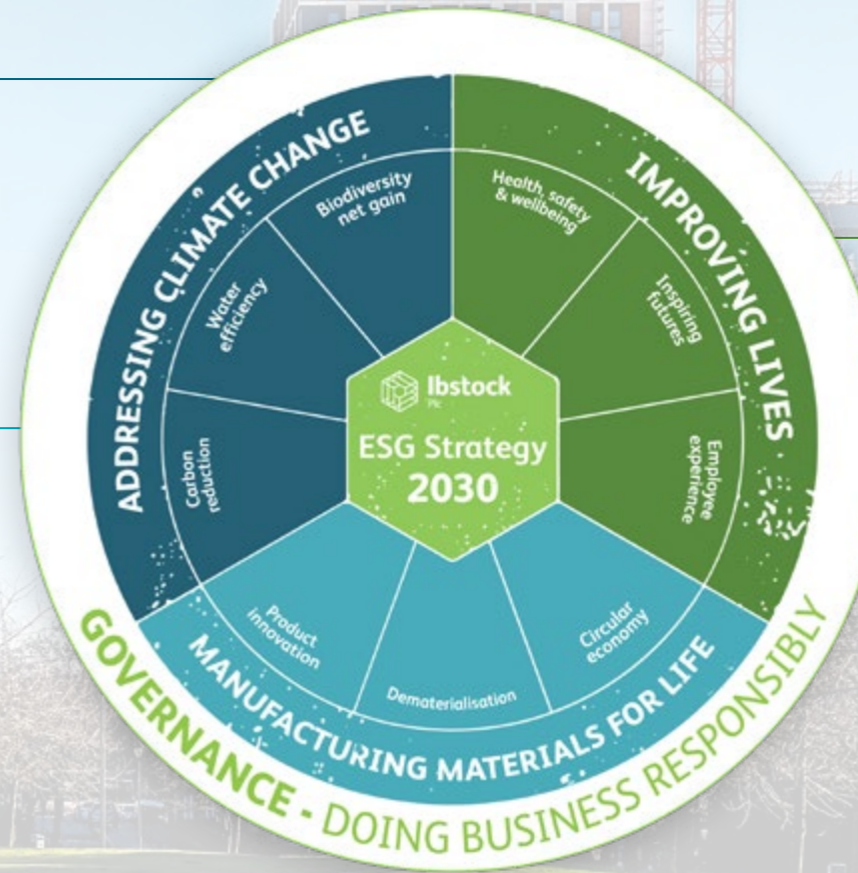 ADDRESSING CLIMATE CHANGE
Biodiversity
net gain
Water
efficiency
Carbon
reduction
IMPROVING LIVES
Health, safety
& wellbeing
Inspiring
futures
Employee
experience
Ibstock
Plc
ESG Strategy
2030
Product
innovation
Dematerialisation
Circular
economy
MANUFACTURING MATERIALS FOR LIFE
GOVERNANCE - DOING BUSINESS RESPONSIBLY